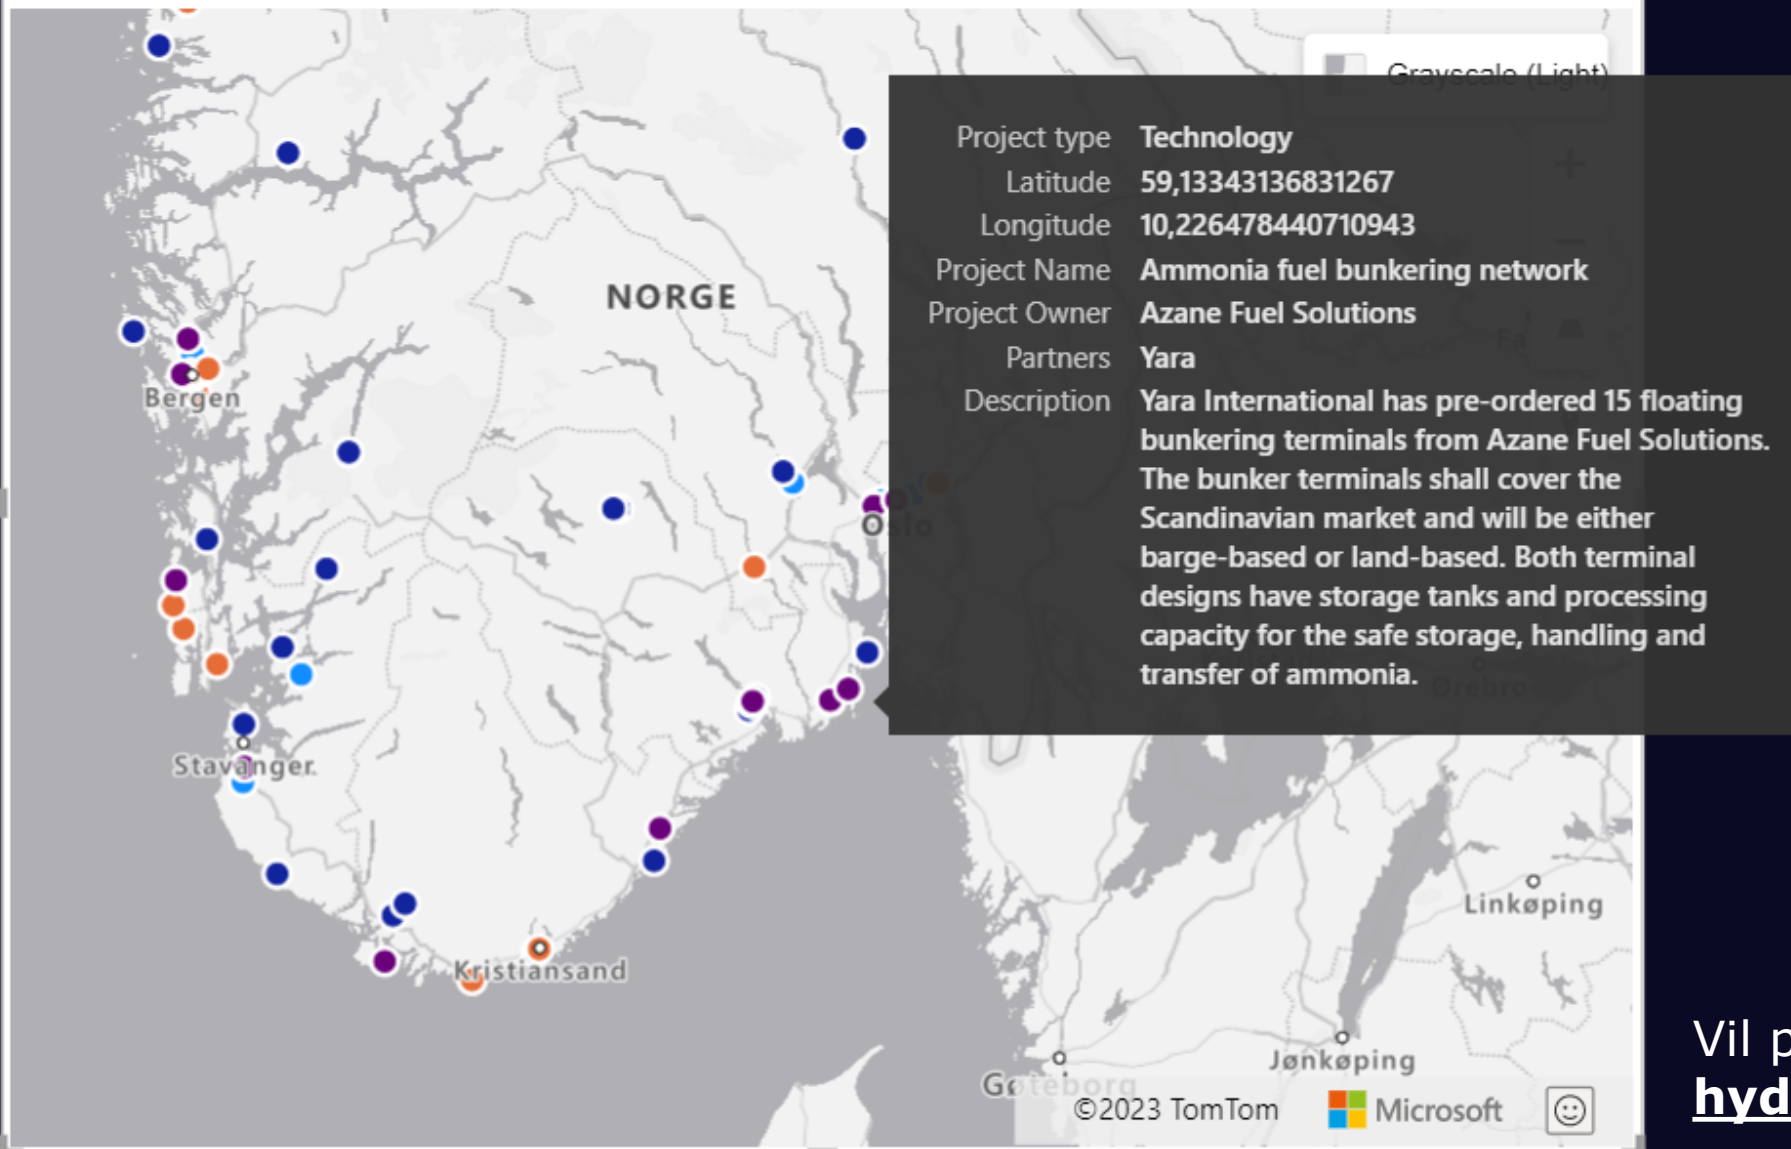 Grayscale (Light)
Project type Technology
Latitude 59,13343136831267
Longitude 10,226478440710943
Project Name Ammonia fuel bunkering network
Project Owner Azane Fuel Solutions
Partners Yara
Description Yara International has pre-ordered 15 floating
bunkering terminals from Azane Fuel Solutions.
The bunker terminals shall cover the
Scandinavian market and will be either
barge-based or land-based. Both terminal
designs have storage tanks and processing
capacity for the safe storage, handling and
transfer of ammonia.
NORGE
Bergen
Oslo
Ørebro
Stavanger
Kristiansand
Linkøping
Jønkøping
Gøteborg
©2023 TomTom
Microsoft
Vil p
hyd